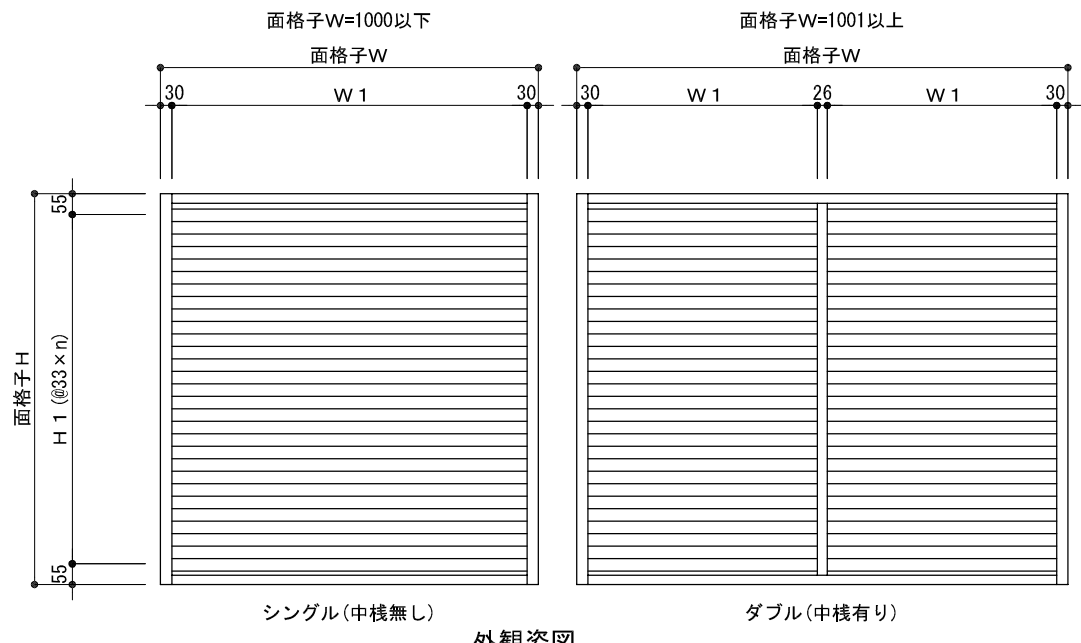 面格子W=1000以下
面格子W=1001以上
面格子W
面格子W
30 W1 30
30 W1 26 W1 30
55
面格子H
H1(@33×n)
55
シングル(中桟無し)
ダブル(中桟有り)
外観姿図